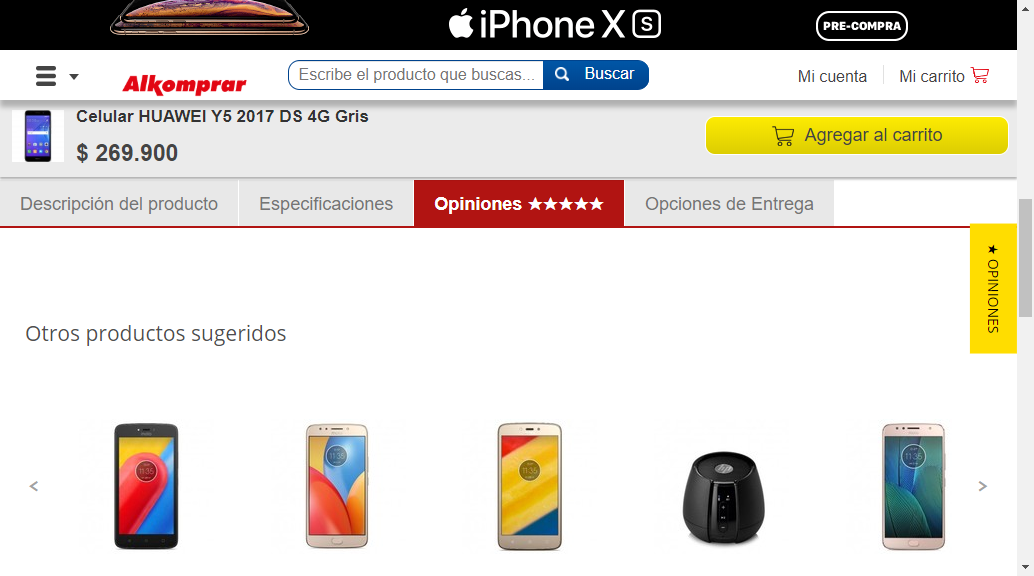 iPhone XS
PRE-COMPRA
Alkomprar
Escribe el producto que buscas...
Buscar
Mi cuenta
Mi carrito
Celular HUAWEI Y5 2017 DS 4G Gris
$ 269.900
Agregar al carrito
Descripción del producto
Especificaciones
Opiniones ★★★★★
Opciones de Entrega
★ OPINIONES
Otros productos sugeridos
11:35
11:35
11:35
11:35